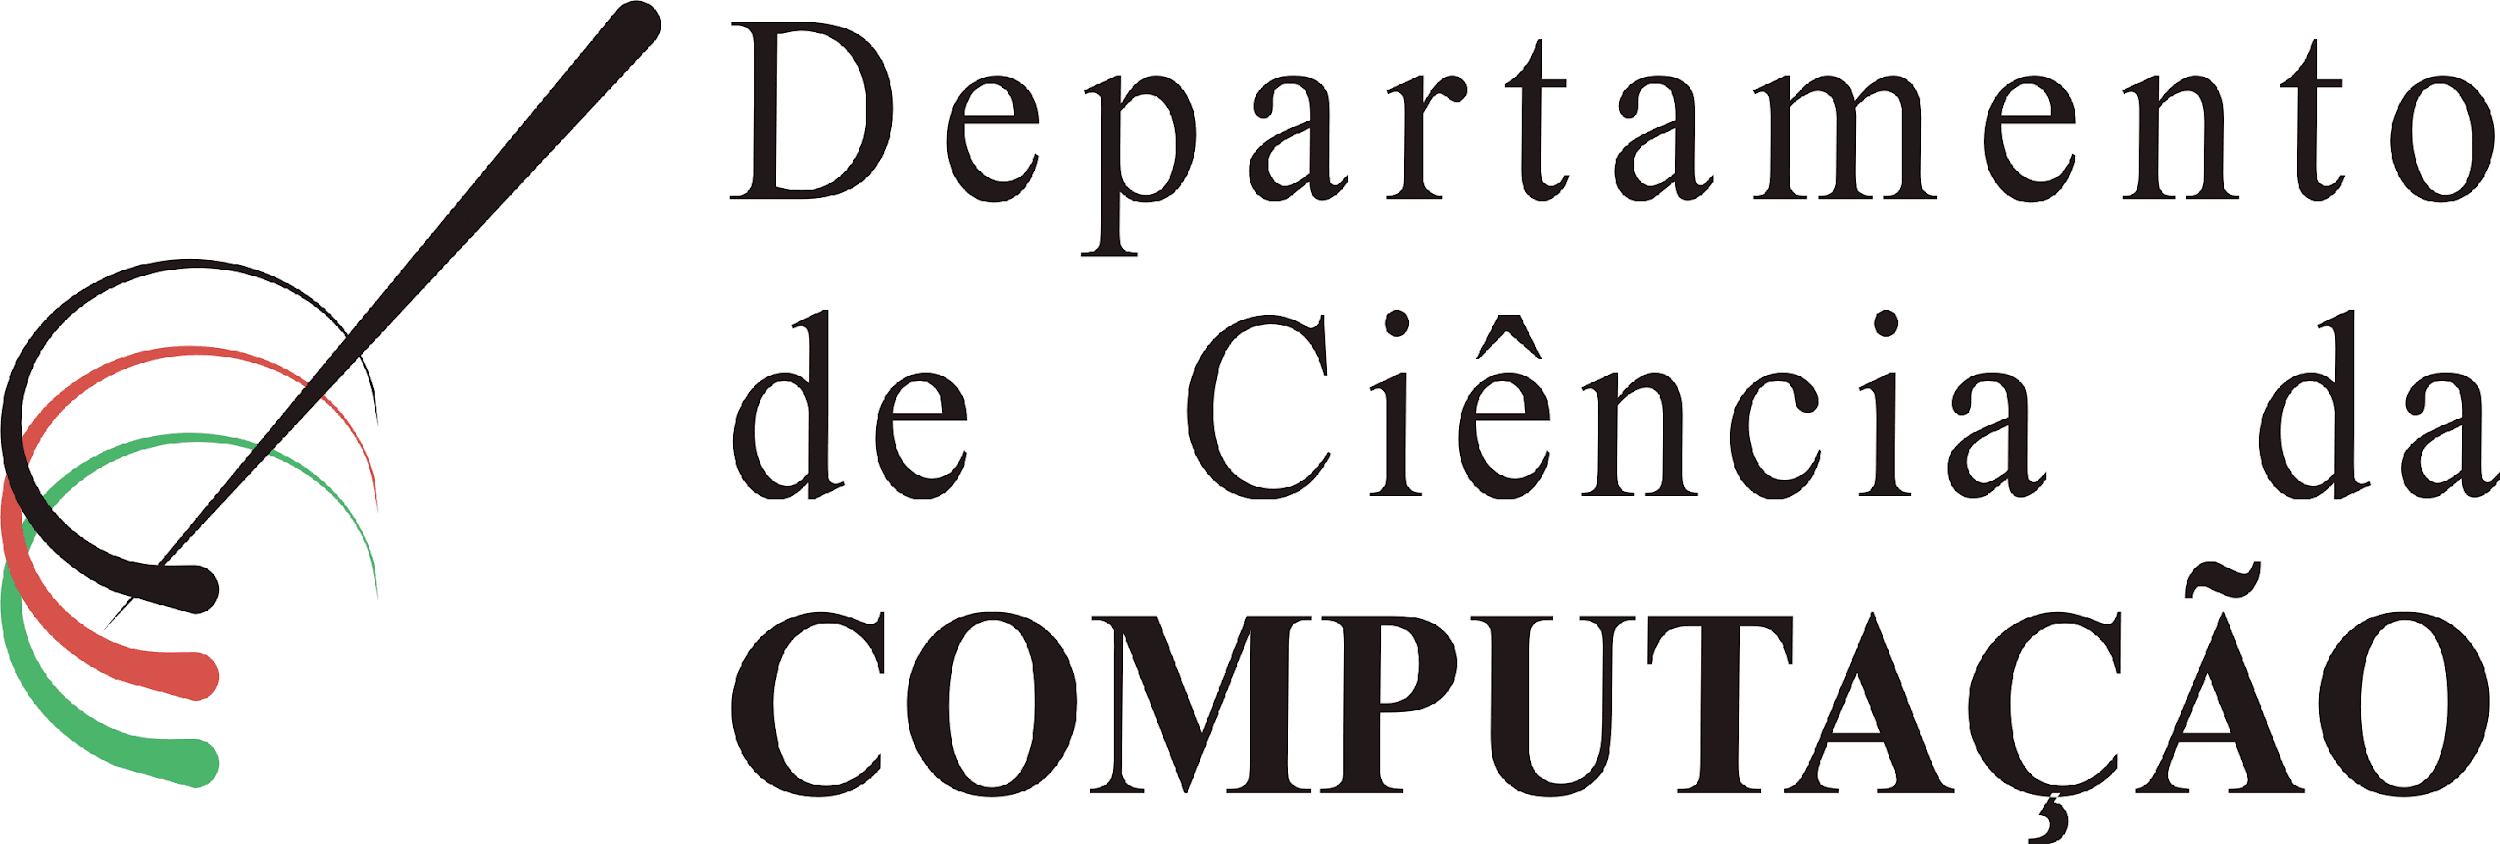 Departamento
de Ciência da
COMPUTAÇÃO